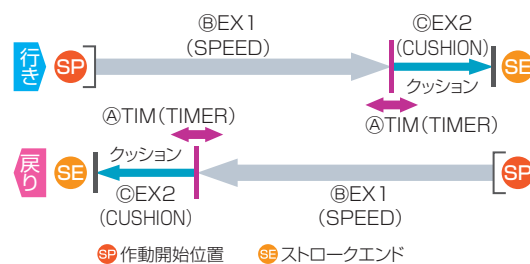 ⒷEX1
(SPEED)
ⒸEX2
(CUSHION)
行き
SP
クッション
SE
ⒶTIM(TIMER)
ⒶTIM(TIMER)
戻り
SE
クッション
SP
ⒸEX2
(CUSHION)
ⒷEX1
(SPEED)
SP 作動開始位置
SE ストロークエンド